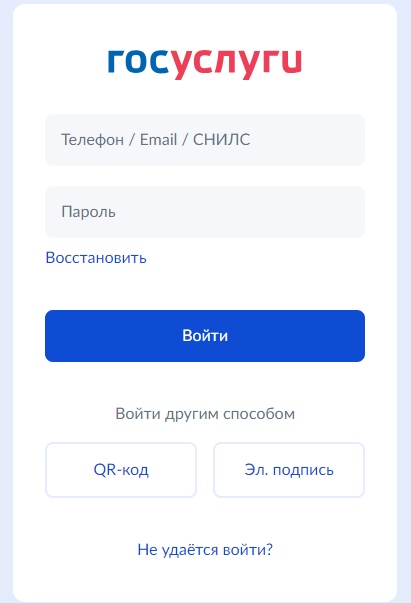 госуслуги
Телефон / Email / СНИЛС
Пароль
Восстановить
Войти
Войти другим способом
QR-код Эл. подпись
Не удаётся войти?